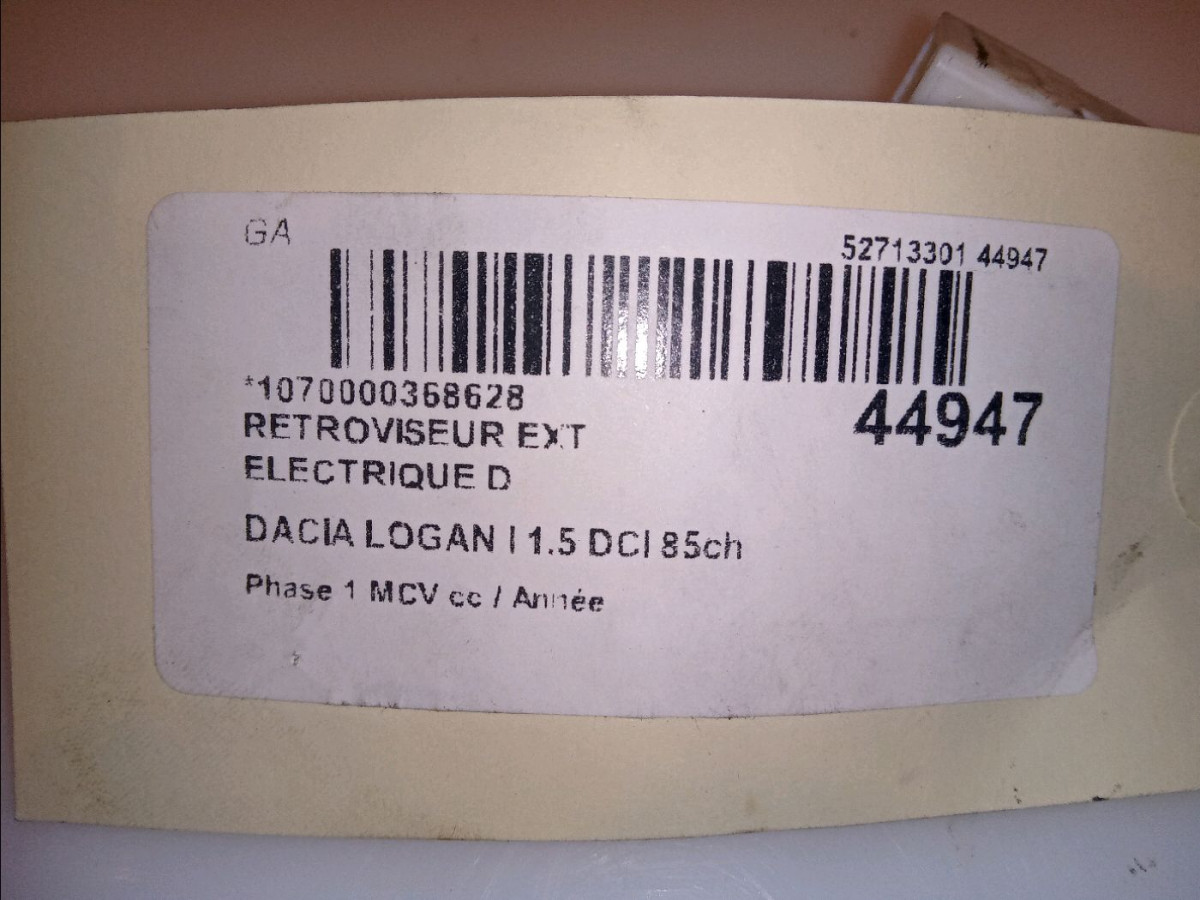 GA
52713301 44947
*1070000368628
44947
RETROVISEUR EXT
ELECTRIQUE D
DACIA LOGAN I 1.5 DCI 85ch
Phase 1 MCV cc / Année